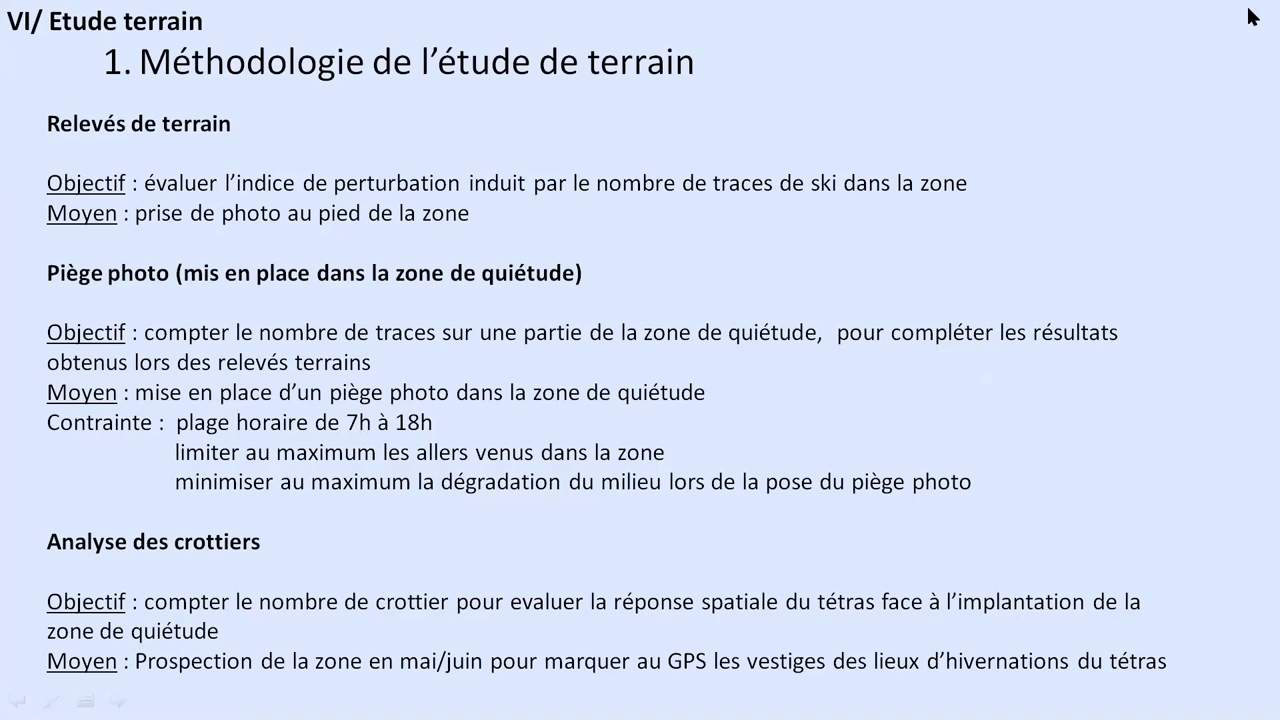 VI/ Etude terrain
1. Méthodologie de l’étude de terrain
Relevés de terrain
Objectif : évaluer l’indice de perturbation induit par le nombre de traces de ski dans la zone
Moyen : prise de photo au pied de la zone
Piège photo (mis en place dans la zone de quiétude)
Objectif : compter le nombre de traces sur une partie de la zone de quiétude,  pour compléter les résultats
obtenus lors des relevés terrains
Moyen : mise en place d’un piège photo dans la zone de quiétude
Contrainte :  plage horaire de 7h à 18h
limiter au maximum les allers venus dans la zone
minimiser au maximum la dégradation du milieu lors de la pose du piège photo
Analyse des crottiers
Objectif : compter le nombre de crottier pour evaluer la réponse spatiale du tétras face à l’implantation de la
zone de quiétude
Moyen : Prospection de la zone en mai/juin pour marquer au GPS les vestiges des lieux d’hivernations du tétras